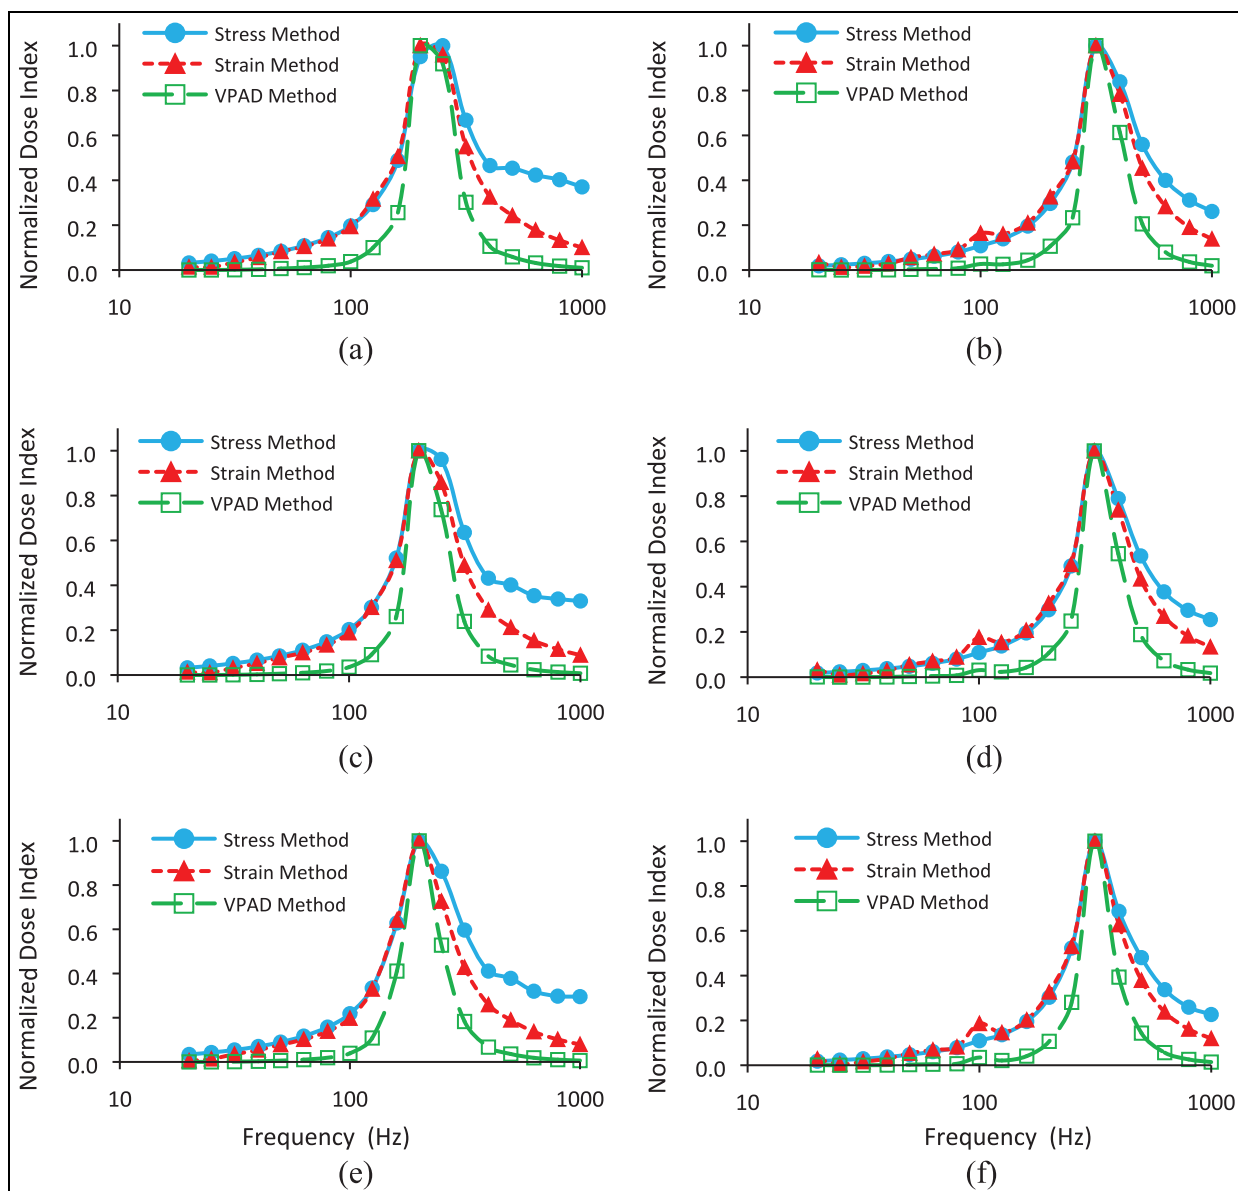 Normalized Dose Index
1.0
0.8
0.6
0.4
0.2
0.0
Stress Method
Strain Method
VPAD Method
10
100
1000
(a)
Normalized Dose Index
1.0
0.8
0.6
0.4
0.2
0.0
Stress Method
Strain Method
VPAD Method
10
100
1000
(b)
Normalized Dose Index
1.0
0.8
0.6
0.4
0.2
0.0
Stress Method
Strain Method
VPAD Method
10
100
1000
(c)
Normalized Dose Index
1.0
0.8
0.6
0.4
0.2
0.0
Stress Method
Strain Method
VPAD Method
10
100
1000
(d)
Normalized Dose Index
1.0
0.8
0.6
0.4
0.2
0.0
Stress Method
Strain Method
VPAD Method
10
100
1000
Frequency (Hz)
(e)
Normalized Dose Index
1.0
0.8
0.6
0.4
0.2
0.0
Stress Method
Strain Method
VPAD Method
10
100
1000
Frequency (Hz)
(f)